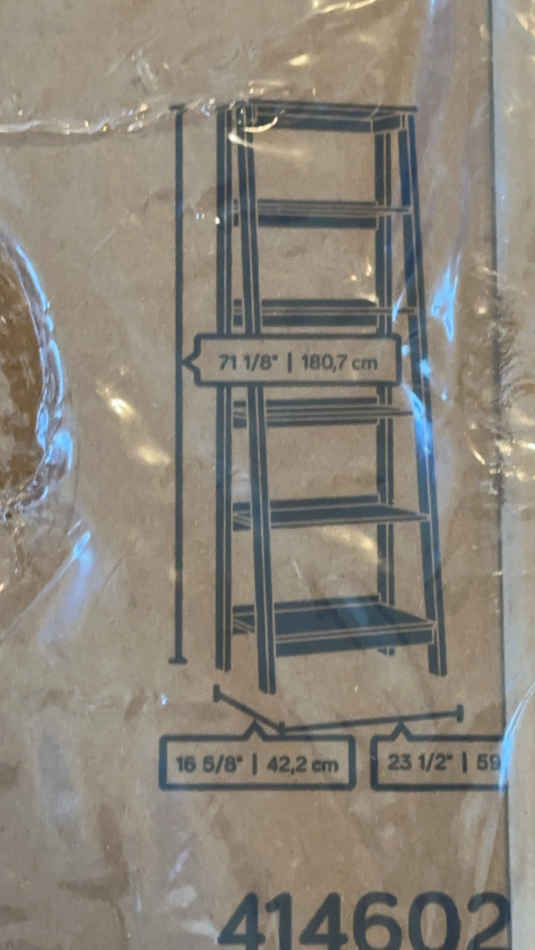 71 1/8" | 180,7 cm
16 5/8" | 42,2 cm
23 1/2" | 59
414602